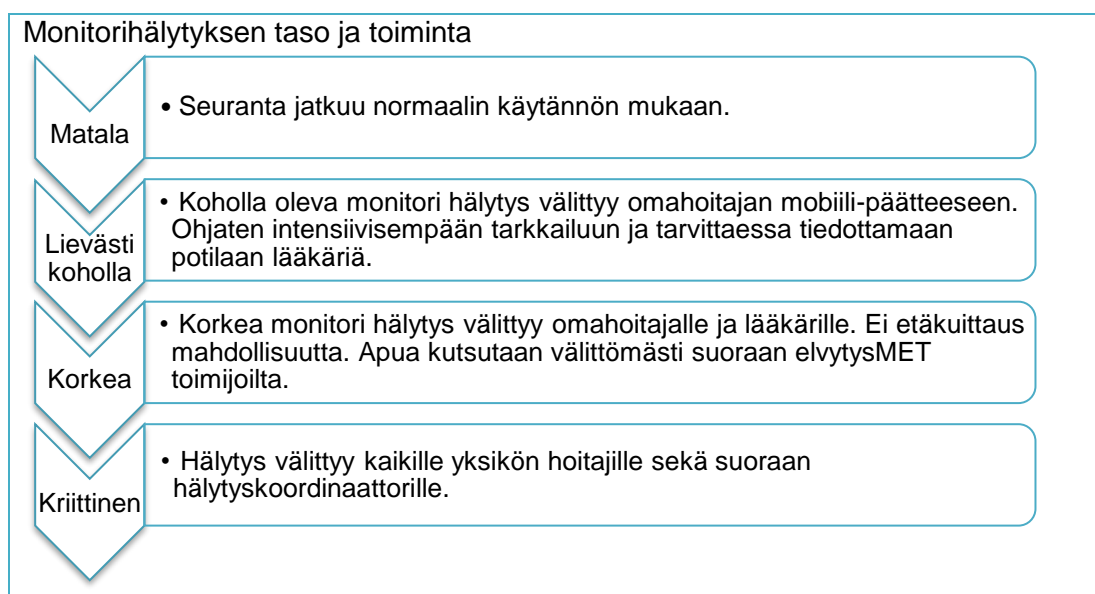 Monitorihälytyksen taso ja toiminta
Matala
• Seuranta jatkuu normaalin käytännön mukaan.
Lievästi
koholla
• Koholla oleva monitori hälytys välittyy omahoitajan mobiili-päätteeseen.
Ohjaten intensiivisempään tarkkailuun ja tarvittaessa tiedottamaan
potilaan lääkäriä.
Korkea
• Korkea monitori hälytys välittyy omahoitajalle ja lääkärille. Ei etäkuittaus
mahdollisuutta. Apua kutsutaan välittömästi suoraan elvytysMET
toimijoilta.
Kriittinen
• Hälytys välittyy kaikille yksikön hoitajille sekä suoraan
hälytyskoordinaattorille.